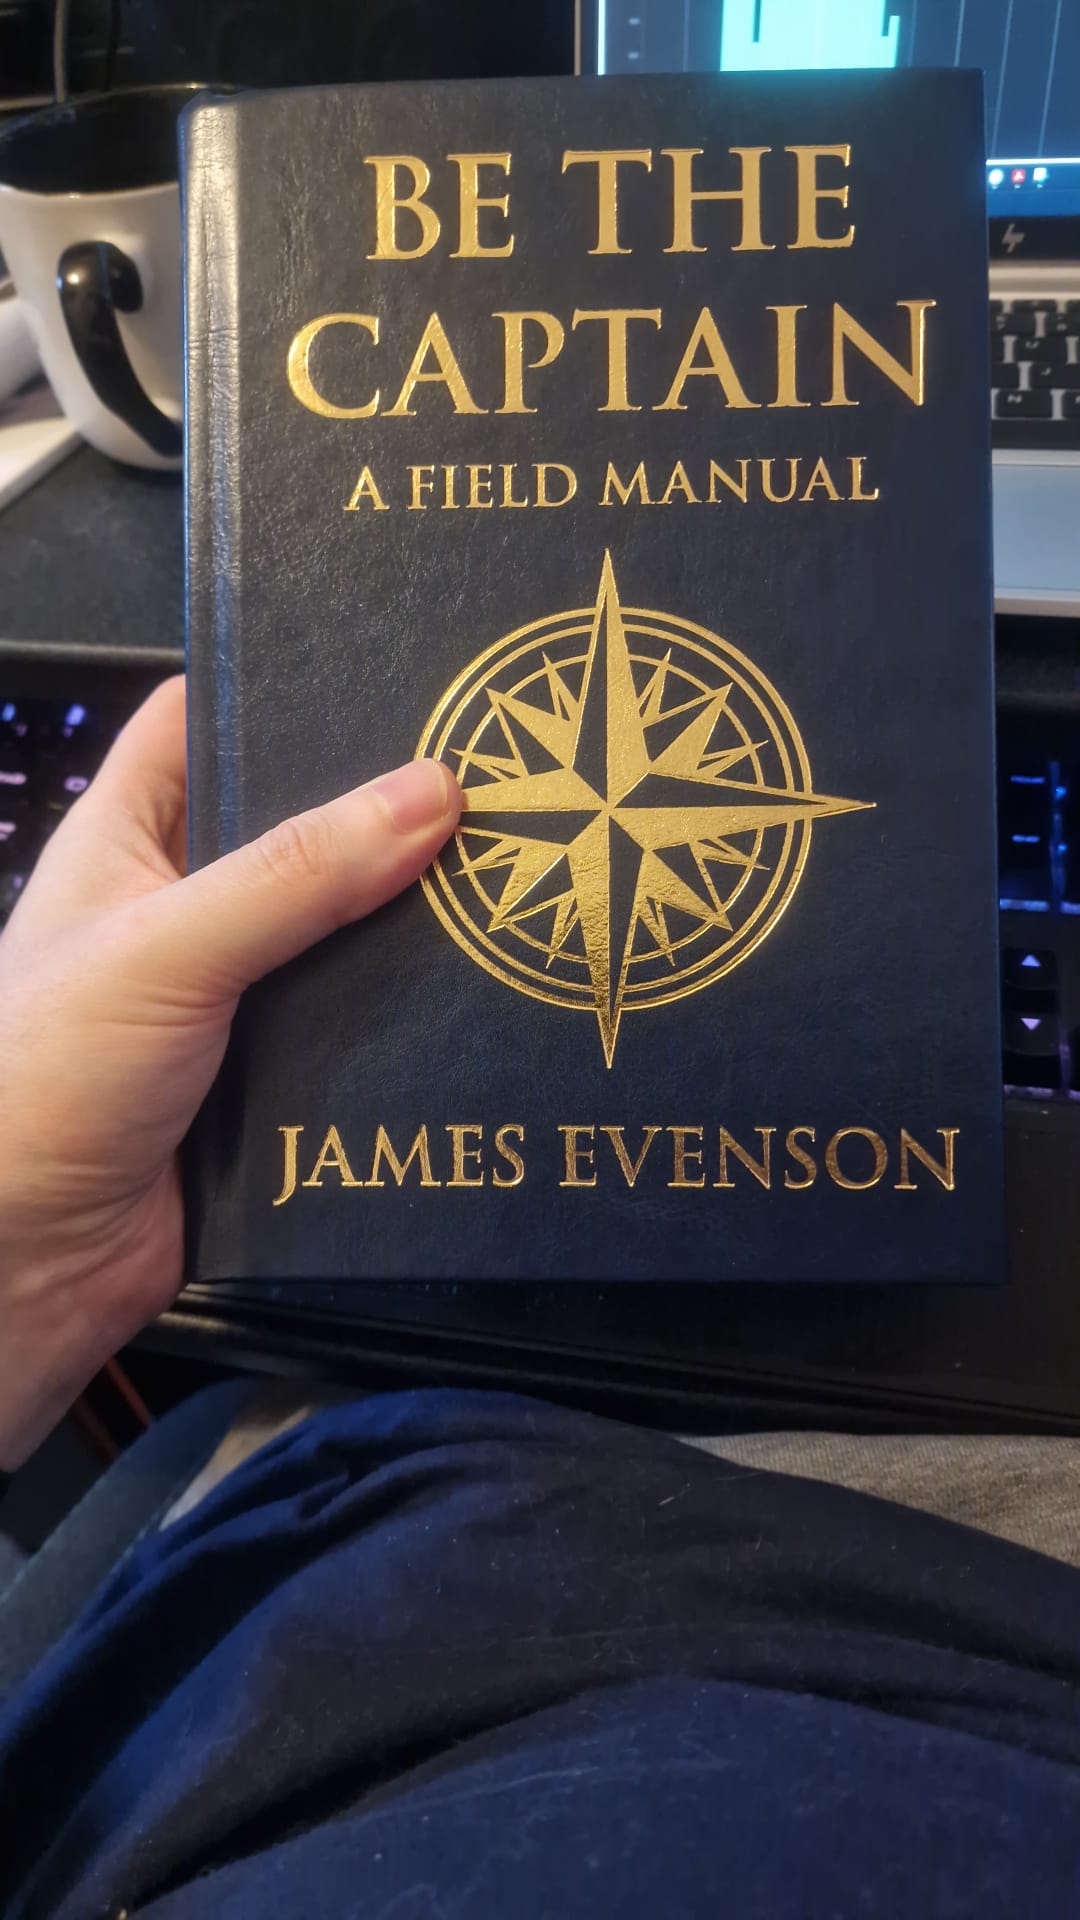 BE THE
CAPTAIN
A FIELD MANUAL
JAMES EVENSON